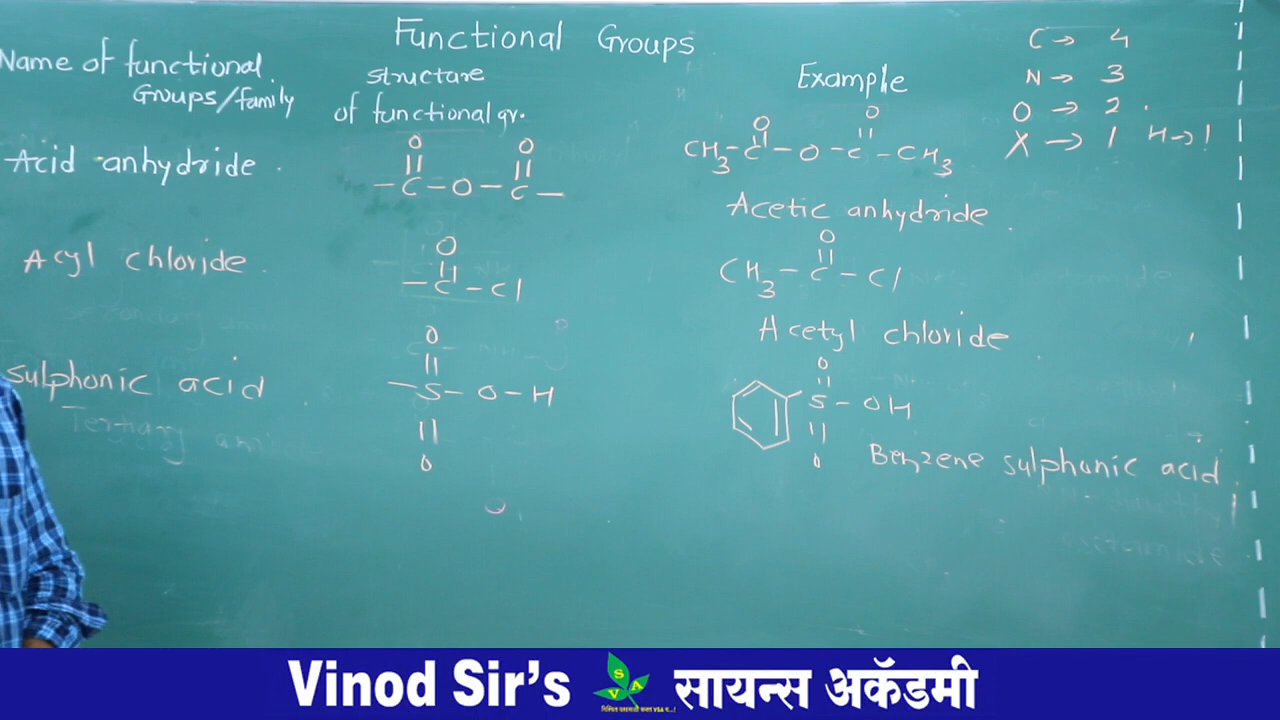 Functional Groups
Name of functional
Groups/family
structure
of functional gr.
Example
C → 4
N → 3
O → 2
X → 1 H → 1
Acid anhydride
O O
|| ||
-C-O-C-
O O
|| ||
CH3-C-O-C-CH3
Acetic anhydride
Acyl chloride
O
||
-C-Cl
O
||
CH3-C-Cl
Acetyl chloride
Sulphonic acid
O
||
-S-O-H
||
O
O
||
S-OH
||
O
Benzene sulphonic acid
Tertiary
Vinod Sir's SVA सायन्स अकॅडमी